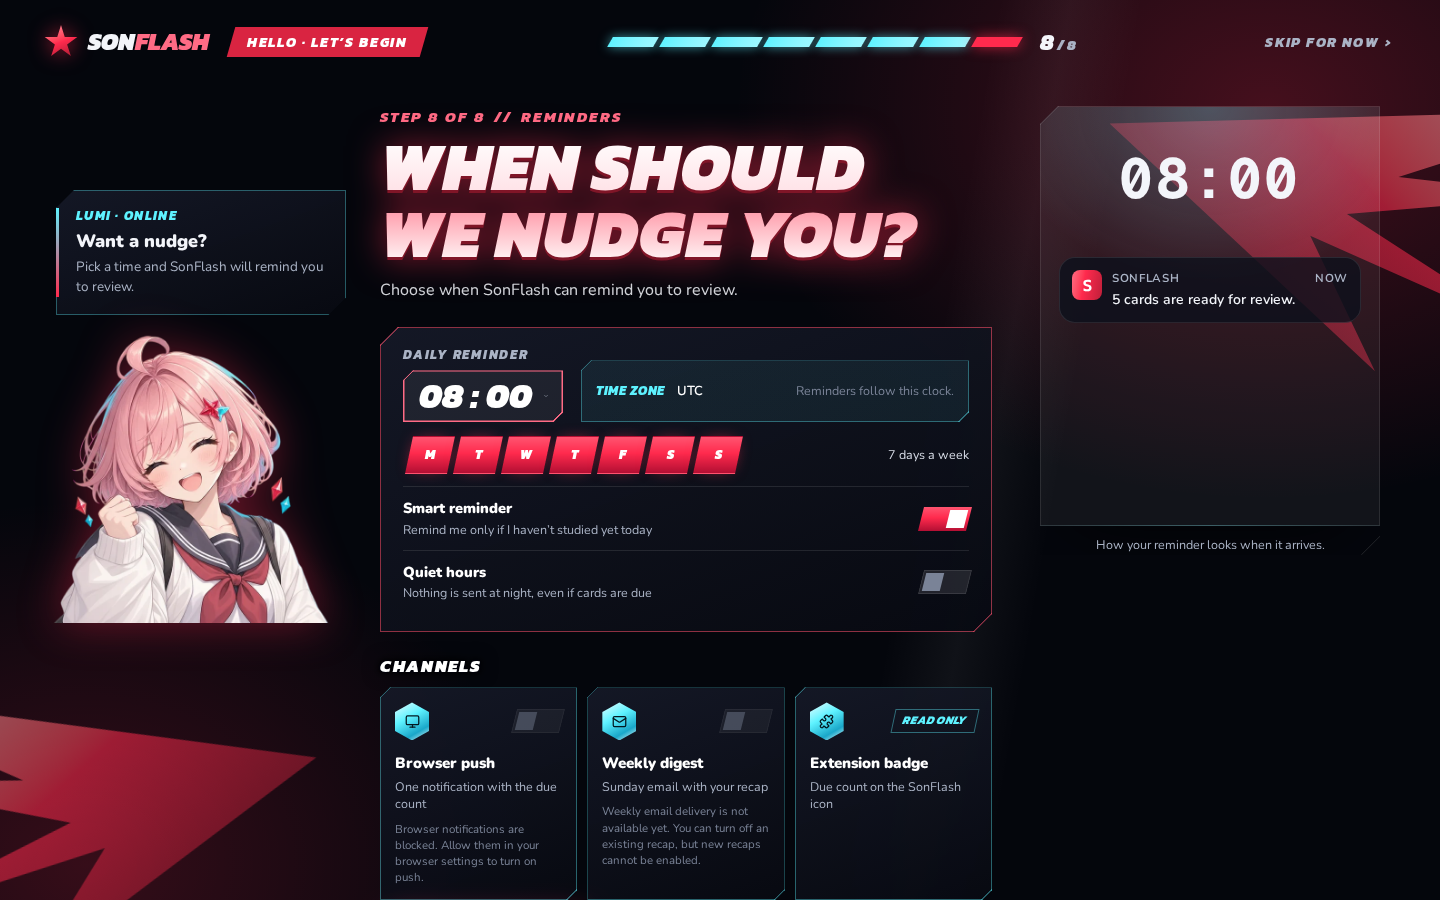 SONFLASH
HELLO · LET'S BEGIN
8 / 8
SKIP FOR NOW >
STEP 8 OF 8 // REMINDERS
WHEN SHOULD
WE NUDGE YOU?
Choose when SonFlash can remind you to review.
LUMI · ONLINE
Want a nudge?
Pick a time and SonFlash will remind you
to review.
DAILY REMINDER
08 : 00
TIME ZONE UTC Reminders follow this clock.
M T W T F S S
7 days a week
Smart reminder
Remind me only if I haven't studied yet today
Quiet hours
Nothing is sent at night, even if cards are due
CHANNELS
Browser push
One notification with the due
count
Browser notifications are
blocked. Allow them in your
browser settings to turn on
push.
Weekly digest
Sunday email with your recap
Weekly email delivery is not
available yet. You can turn off an
existing recap, but new recaps
cannot be enabled.
READ ONLY
Extension badge
Due count on the SonFlash
icon
08:00
S
SONFLASH NOW
5 cards are ready for review.
How your reminder looks when it arrives.